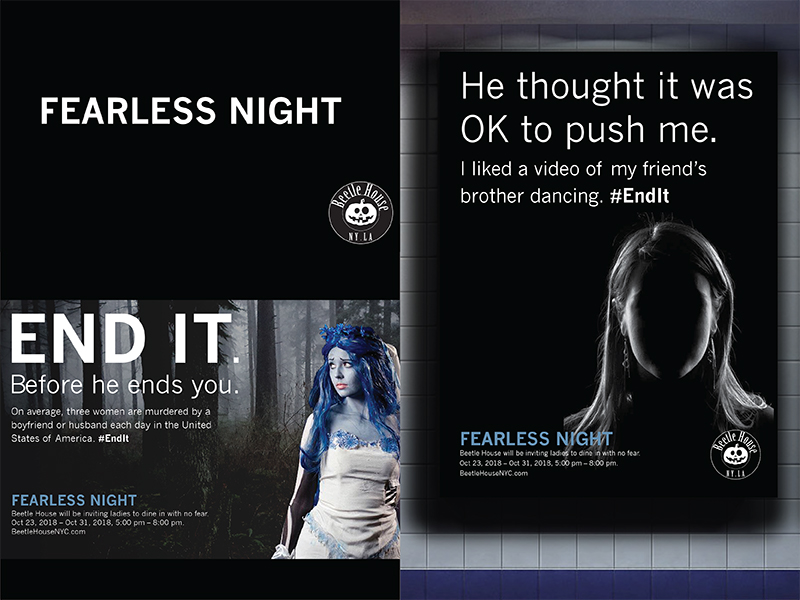 FEARLESS NIGHT
Beetle House
NY.LA
END IT.
Before he ends you.
On average, three women are murdered by a
boyfriend or husband each day in the United
States of America. #EndIt
FEARLESS NIGHT
Beetle House will be inviting ladies to dine in with no fear.
Oct 23, 2018 – Oct 31, 2018, 5:00 pm – 8:00 pm.
BeetleHouseNYC.com
He thought it was
OK to push me.
I liked a video of my friend's
brother dancing. #EndIt
FEARLESS NIGHT
Beetle House will be inviting ladies to dine in with no fear.
Oct 23, 2018 – Oct 31, 2018, 5:00 pm – 8:00 pm.
BeetleHouseNYC.com
Beetle House
NY.LA